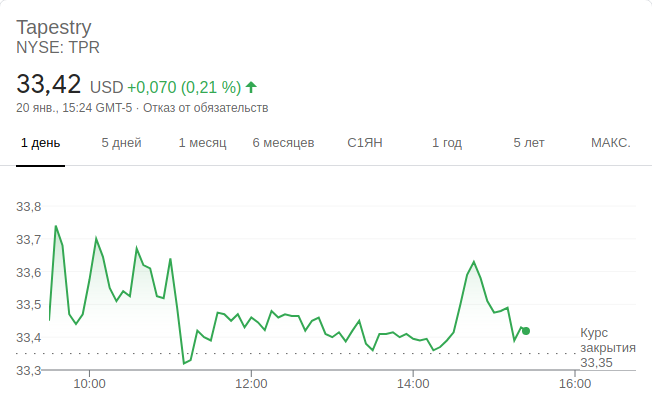 Tapestry
NYSE: TPR
33,42 USD +0,070 (0,21 %)
20 янв., 15:24 GMT-5 · Отказ от обязательств
1 день 5 дней 1 месяц 6 месяцев С1ЯН 1 год 5 лет МАКС.
33,8
33,7
33,6
33,5
33,4
33,3
Курс
закрытия
33,35
10:00 12:00 14:00 16:00